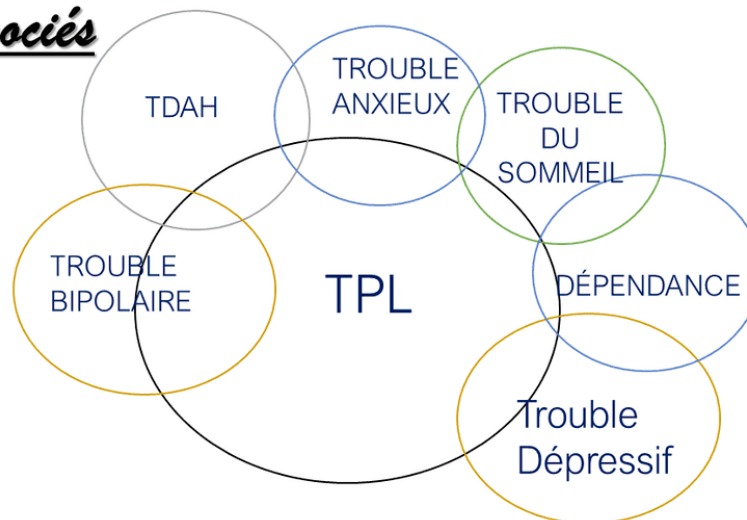 ociés
TDAH
TROUBLE
ANXIEUX
TROUBLE
DU
SOMMEIL
TROUBLE
BIPOLAIRE
TPL
DÉPENDANCE
Trouble
Dépressif